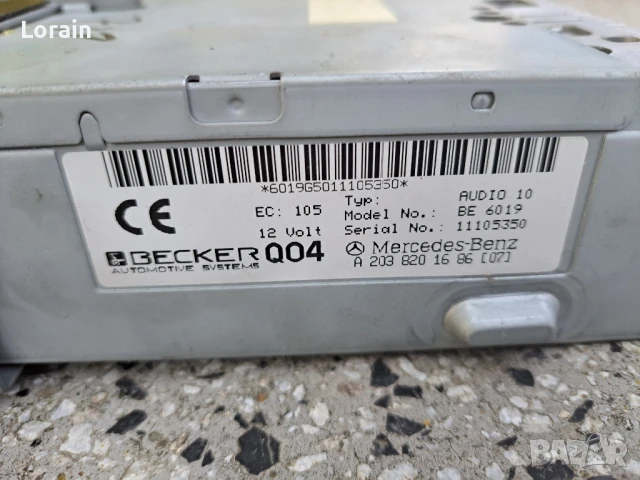 Lorain
*6019G5011105350*
EC: 105
12 Volt
Typ: AUDIO 10
Model No.: BE 6019
Serial No.: 11105350
CE
BECKER
AUTOMOTIVE SYSTEMS
Q04
Mercedes-Benz
A 203 820 16 86 [07]
BAZAR